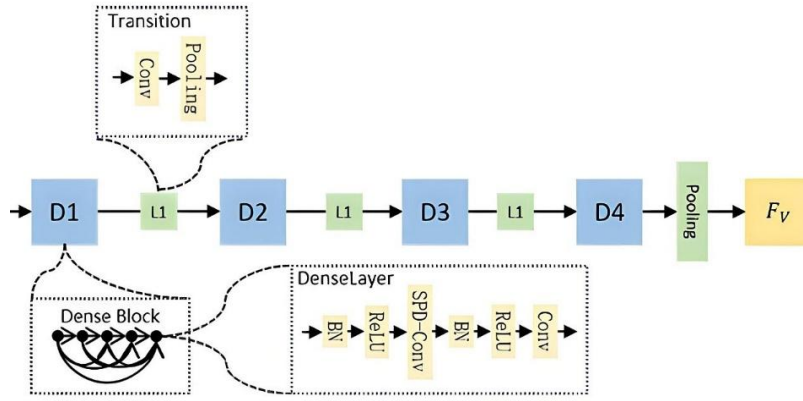 Transition
Conv
Pooling
D1
L1
D2
L1
D3
L1
D4
Pooling
F_V
Dense Block
DenseLayer
BN
ReLU
SPD-Conv
BN
ReLU
Conv